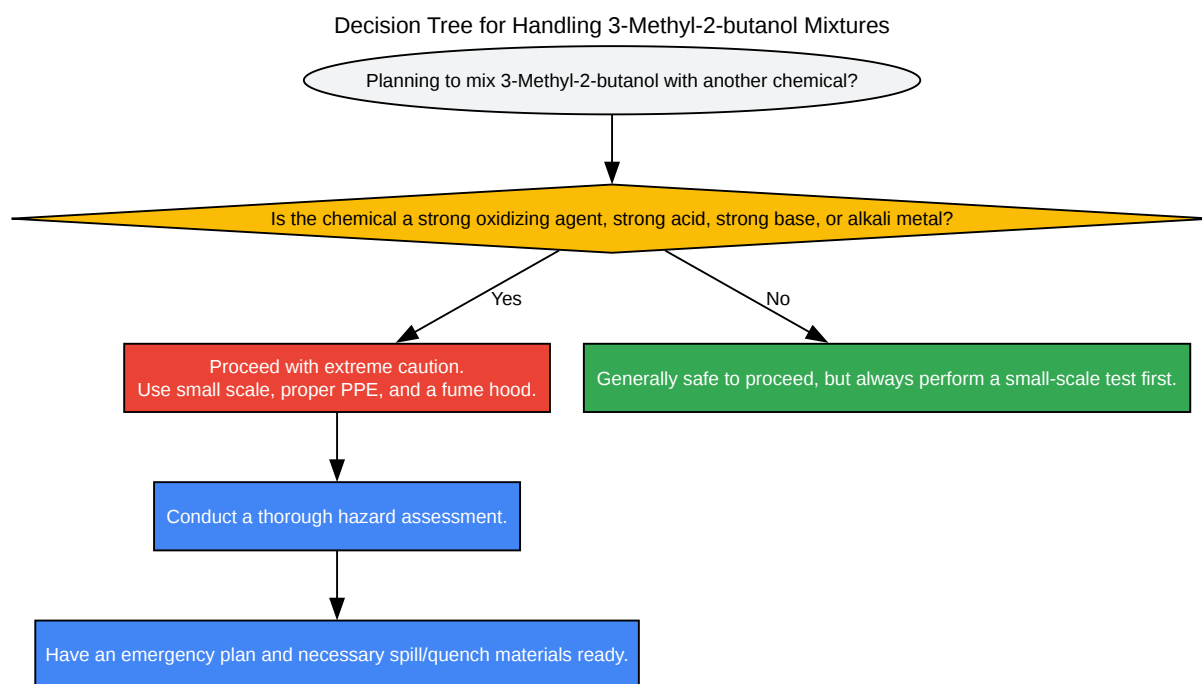 Decision Tree for Handling 3-Methyl-2-butanol Mixtures
Planning to mix 3-Methyl-2-butanol with another chemical?
Is the chemical a strong oxidizing agent, strong acid, strong base, or alkali metal?
Yes
No
Proceed with extreme caution.
Use small scale, proper PPE, and a fume hood.
Generally safe to proceed, but always perform a small-scale test first.
Conduct a thorough hazard assessment.
Have an emergency plan and necessary spill/quench materials ready.